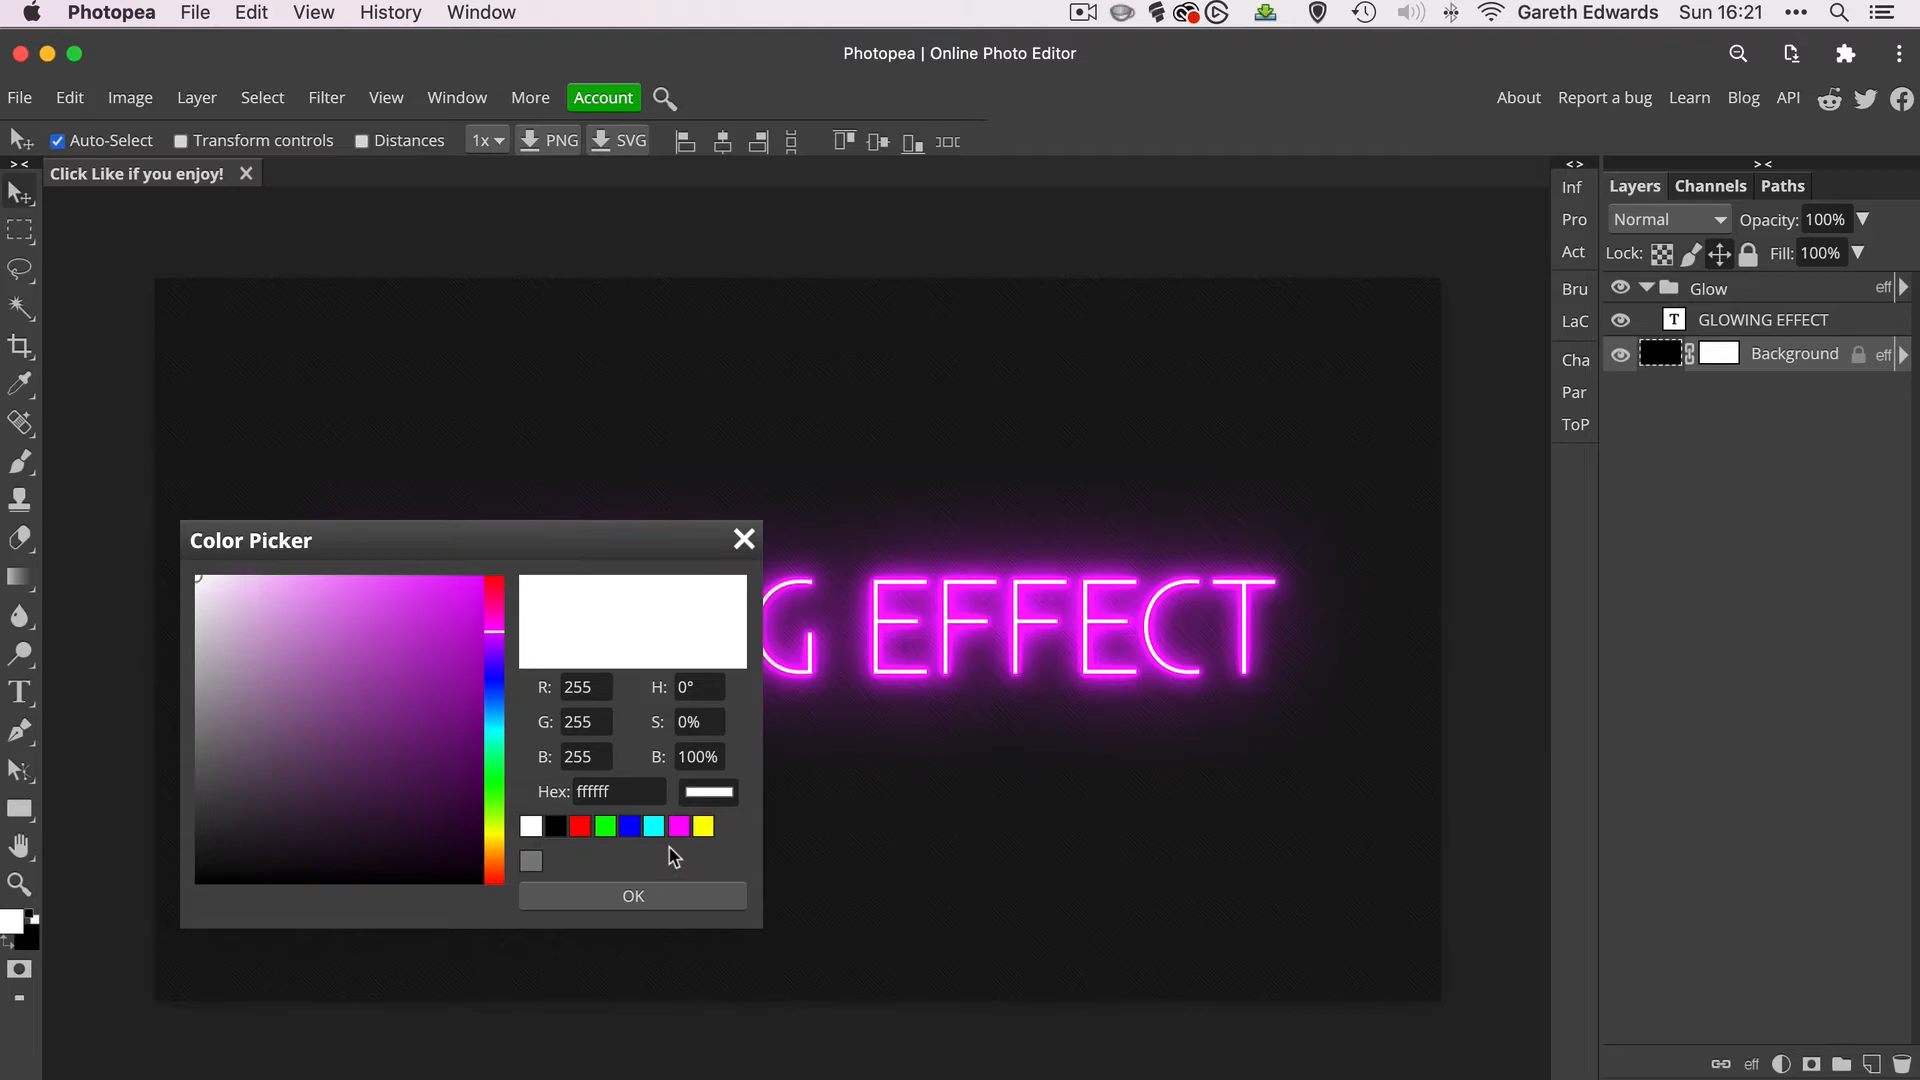 Photopea File Edit View History Window Gareth Edwards Sun 16:21
Photopea | Online Photo Editor
File Edit Image Layer Select Filter View Window More Account About Report a bug Learn Blog API
Auto-Select Transform controls Distances 1x PNG SVG
> < < > > <
Click Like if you enjoy!
Inf
Pro
Act
Bru
LaC
Cha
Par
ToP
Layers Channels Paths
Normal Opacity: 100%
Lock: Fill: 100%
Glow eff
T GLOWING EFFECT
Background eff
G EFFECT
Color Picker
R: 255 H: 0°
G: 255 S: 0%
B: 255 B: 100%
Hex: ffffff
OK
eff